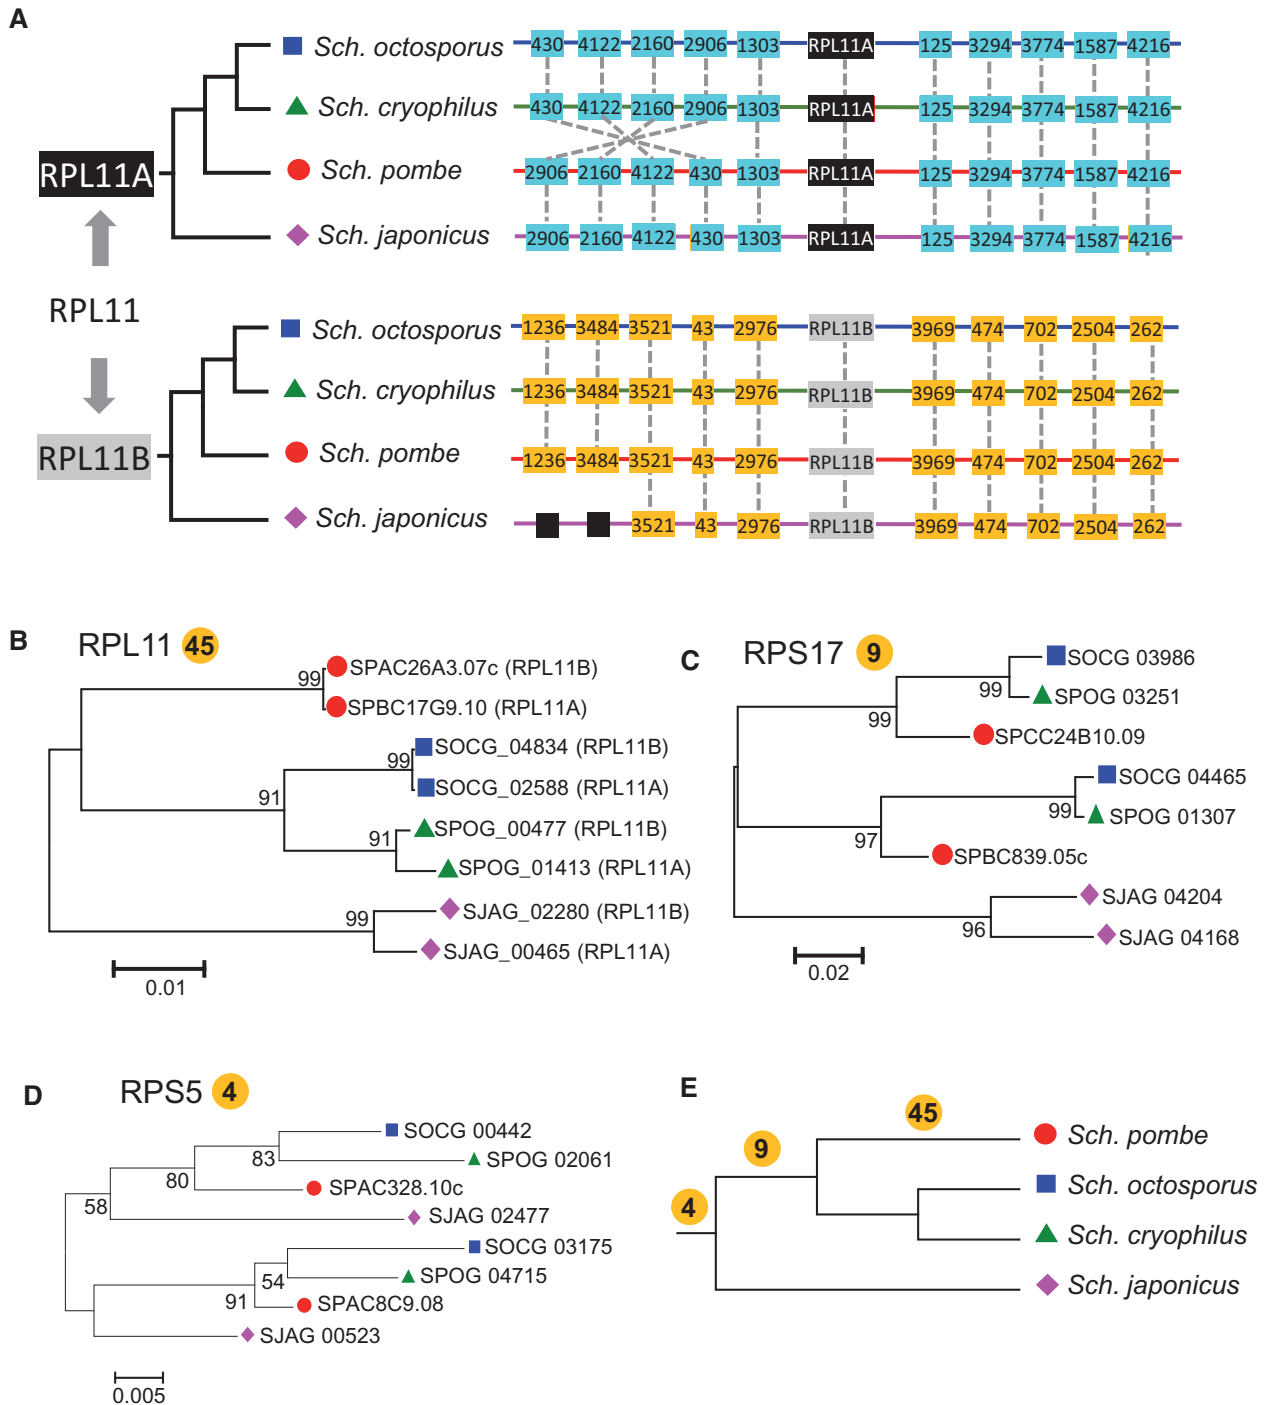 A
Sch. octosporus 430 4122 2160 2906 1303 RPL11A 125 3294 3774 1587 4216
Sch. cryophilus 430 4122 2160 2906 1303 RPL11A 125 3294 3774 1587 4216
RPL11A
Sch. pombe 2906 2160 4122 430 1303 RPL11A 125 3294 3774 1587 4216
Sch. japonicus 2906 2160 4122 430 1303 RPL11A 125 3294 3774 1587 4216
RPL11
Sch. octosporus 1236 3484 3521 43 2976 RPL11B 3969 474 702 2504 262
Sch. cryophilus 1236 3484 3521 43 2976 RPL11B 3969 474 702 2504 262
RPL11B
Sch. pombe 1236 3484 3521 43 2976 RPL11B 3969 474 702 2504 262
Sch. japonicus 3521 43 2976 RPL11B 3969 474 702 2504 262
B
RPL11 45
99
SPAC26A3.07c (RPL11B)
SPBC17G9.10 (RPL11A)
SOCG_04834 (RPL11B)
99
SOCG_02588 (RPL11A)
91
SPOG_00477 (RPL11B)
91
SPOG_01413 (RPL11A)
SJAG_02280 (RPL11B)
99
SJAG_00465 (RPL11A)
0.01
C
RPS17 9
SOCG 03986
99
SPOG 03251
99
SPCC24B10.09
SOCG 04465
99
SPOG 01307
97
SPBC839.05c
SJAG 04204
96
SJAG 04168
0.02
D
RPS5 4
SOCG 00442
83
SPOG 02061
80
SPAC328.10c
58
SJAG 02477
SOCG 03175
54
SPOG 04715
91
SPAC8C9.08
SJAG 00523
0.005
E
45
9
4
Sch. pombe
Sch. octosporus
Sch. cryophilus
Sch. japonicus